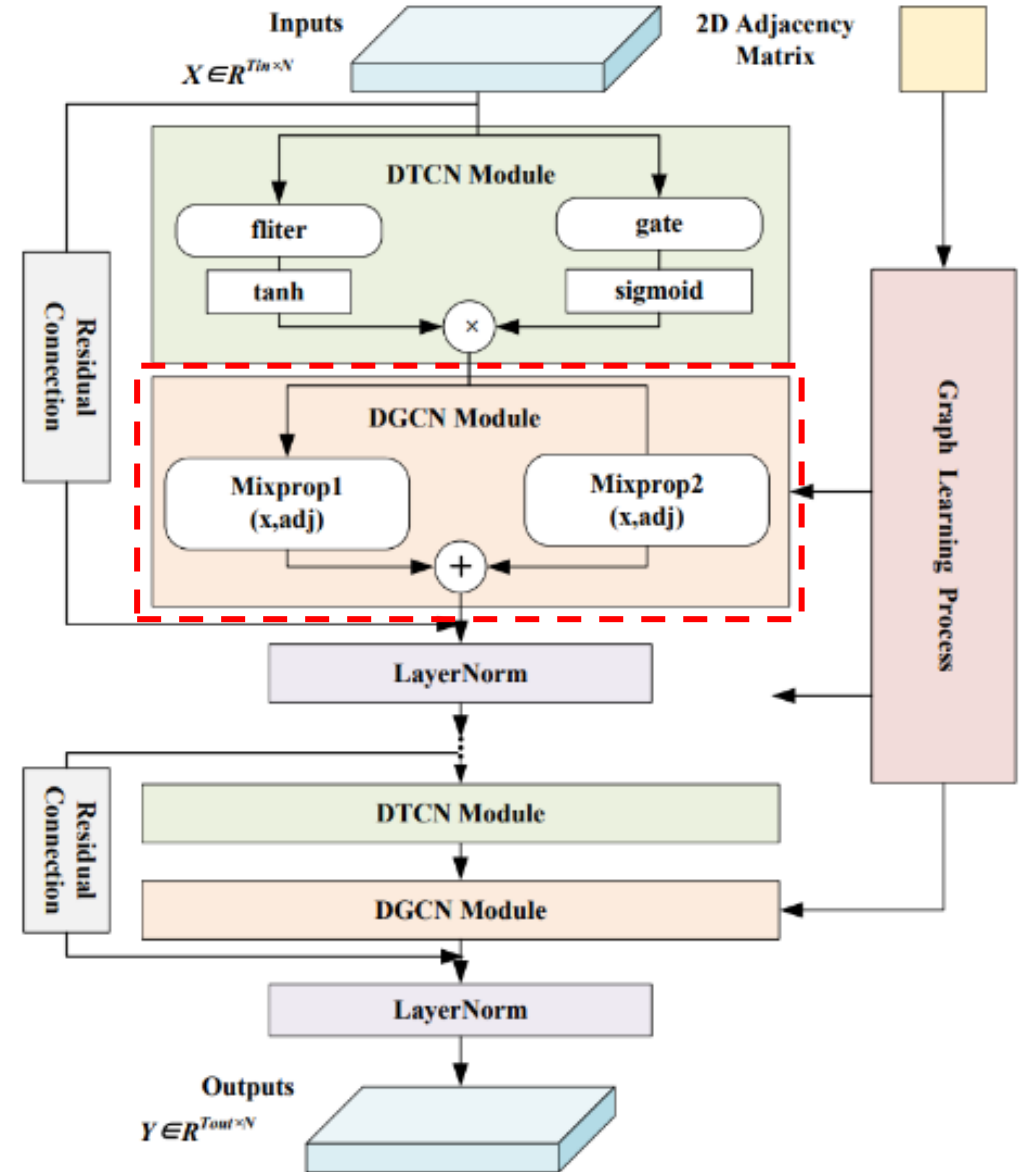 Inputs
X∈R^{Tin×N}
2D Adjacency
Matrix
DTCN Module
fliter
gate
tanh
sigmoid
×
Residual
Connection
DGCN Module
Mixprop1
(x,adj)
Mixprop2
(x,adj)
+
Graph Learning Process
LayerNorm
Residual
Connection
DTCN Module
DGCN Module
LayerNorm
Outputs
Y∈R^{Tout×N}